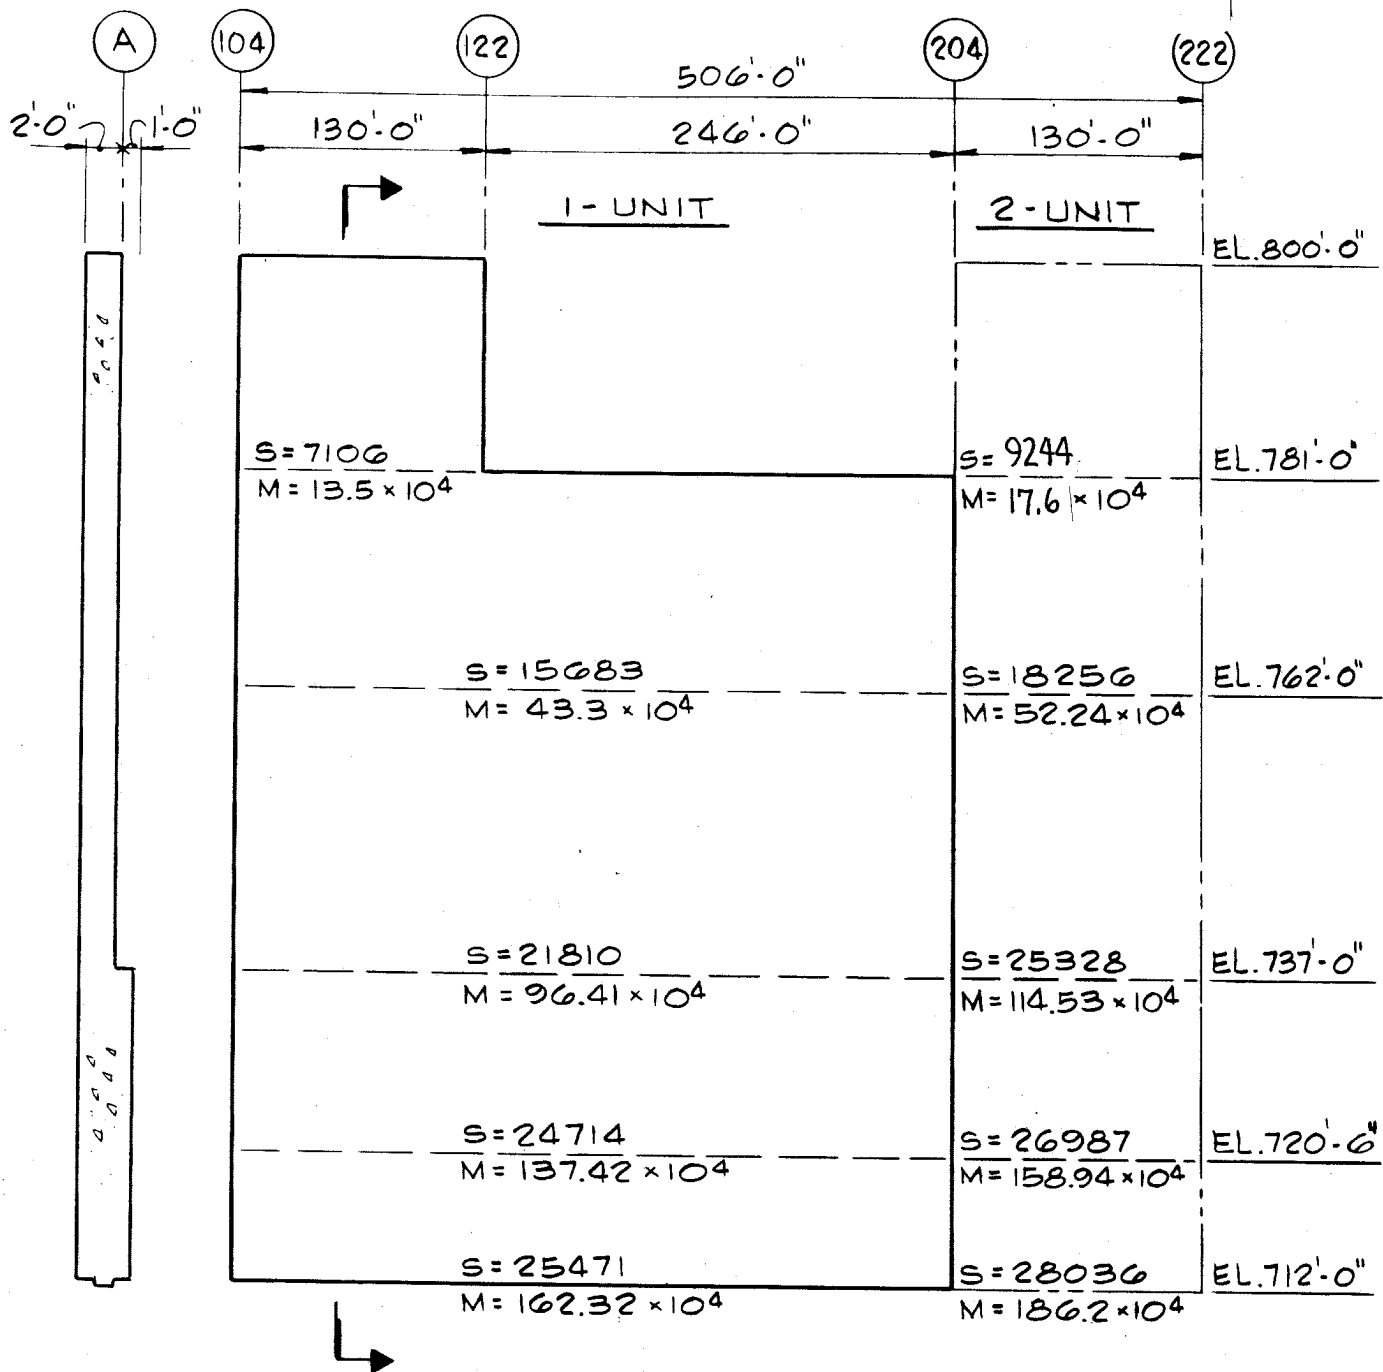 A 104 122 204 222
506'-0"
2'-0" 1'-0" 130'-0" 246'-0" 130'-0"
1-UNIT 2-UNIT
EL.800'-0"
S=7106 S=9244 EL.781'-0"
M=13.5×10⁴ M=17.6×10⁴
S=15683 S=18256 EL.762'-0"
M=43.3×10⁴ M=52.24×10⁴
S=21810 S=25328 EL.737'-0"
M=96.41×10⁴ M=114.53×10⁴
S=24714 S=26987 EL.720'-6"
M=137.42×10⁴ M=158.94×10⁴
S=25471 S=28036 EL.712'-0"
M=162.32×10⁴ M=186.2×10⁴